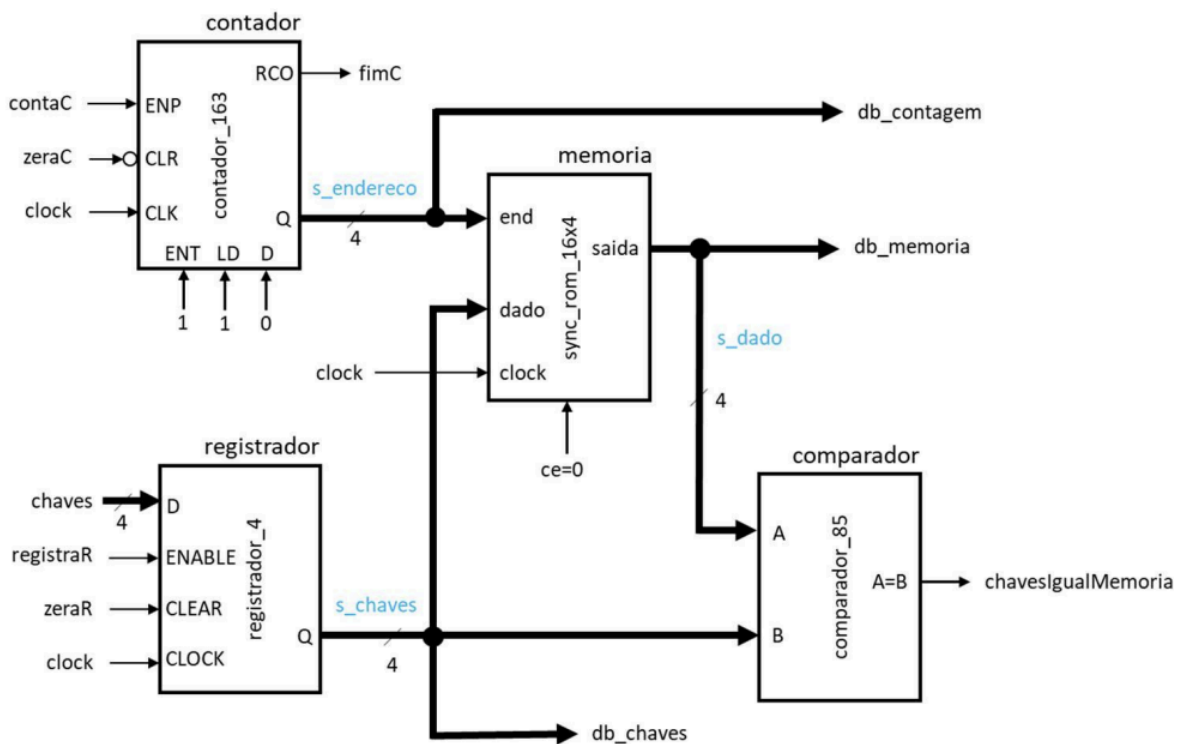 contador
RCO
fimC
contaC
ENP
contador_163
db_contagem
zeraC
CLR
memoria
clock
CLK
s_endereco
Q
4
end
saida
db_memoria
ENT LD D
sync_rom_16x4
1 1 0
dado
s_dado
clock
clock
4
registrador
ce=0
comparador
chaves
4
D
A
registraR
ENABLE
registrador_4
comparador_85
A=B
chavesIgualMemoria
zeraR
CLEAR
s_chaves
Q
B
clock
CLOCK
4
db_chaves